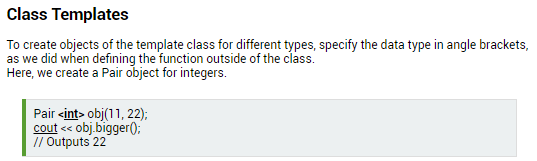 Class Templates
To create objects of the template class for different types, specify the data type in angle brackets,
as we did when defining the function outside of the class.
Here, we create a Pair object for integers.
Pair <int> obj(11, 22);
cout << obj.bigger();
// Outputs 22